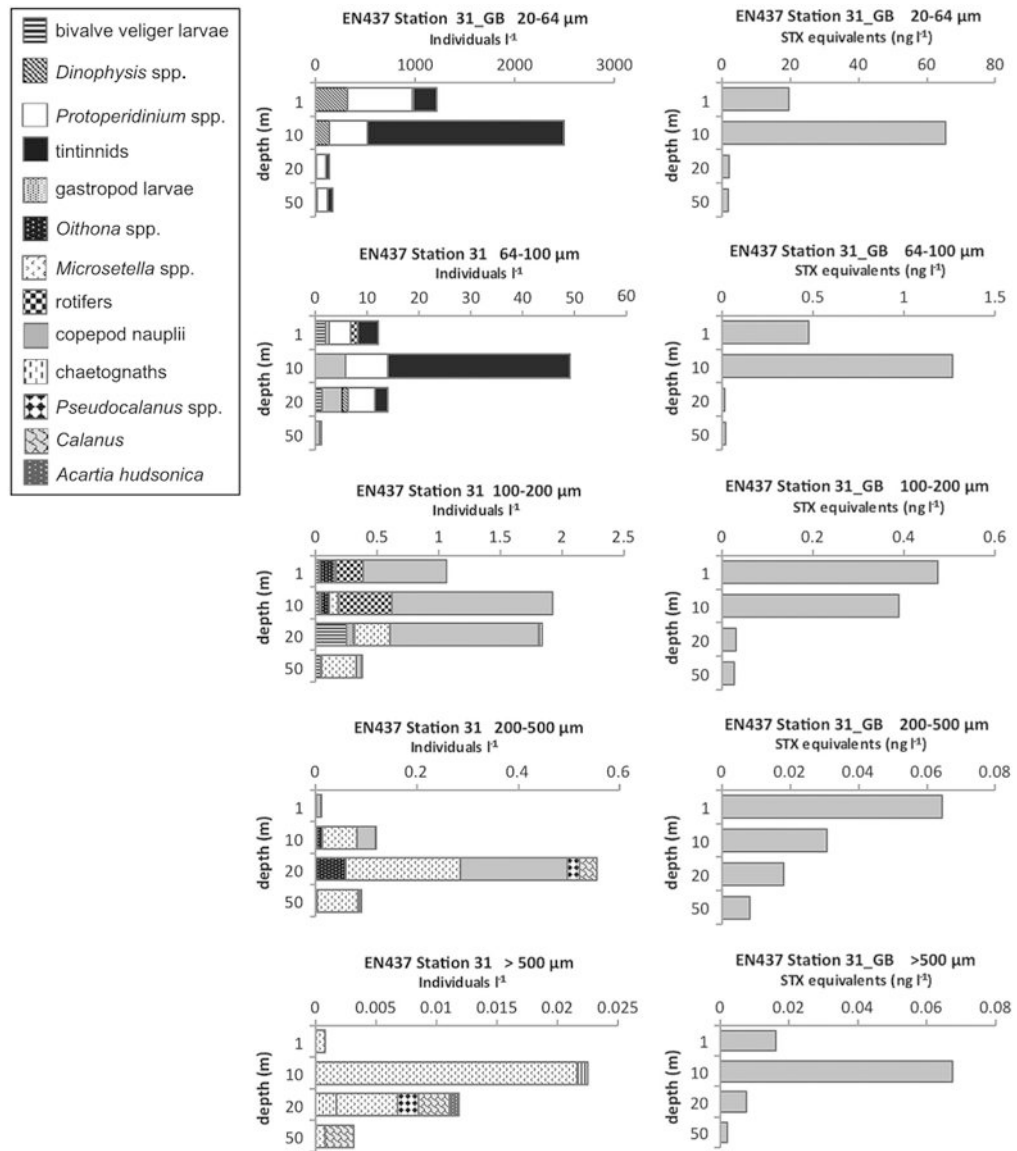 bivalve veliger larvae
Dinophysis spp.
Protoperidinium spp.
tintinnids
gastropod larvae
Oithona spp.
Microsetella spp.
rotifers
copepod nauplii
chaetognaths
Pseudocalanus spp.
Calanus
Acartia hudsonica
EN437 Station 31_GB 20-64 µm
Individuals l-1
0 1000 2000 3000
depth (m)
1
10
20
50
EN437 Station 31_GB 20-64 µm
STX equivalents (ng l-1)
0 20 40 60 80
depth (m)
1
10
20
50
EN437 Station 31 64-100 µm
Individuals l-1
0 10 20 30 40 50 60
depth (m)
1
10
20
50
EN437 Station 31_GB 64-100 µm
STX equivalents (ng l-1)
0 0.5 1 1.5
depth (m)
1
10
20
50
EN437 Station 31 100-200 µm
Individuals l-1
0 0.5 1 1.5 2 2.5
depth (m)
1
10
20
50
EN437 Station 31_GB 100-200 µm
STX equivalents (ng l-1)
0 0.2 0.4 0.6
depth (m)
1
10
20
50
EN437 Station 31 200-500 µm
Individuals l-1
0 0.2 0.4 0.6
depth (m)
1
10
20
50
EN437 Station 31_GB 200-500 µm
STX equivalents (ng l-1)
0 0.02 0.04 0.06 0.08
depth (m)
1
10
20
50
EN437 Station 31 > 500 µm
Individuals l-1
0 0.005 0.01 0.015 0.02 0.025
depth (m)
1
10
20
50
EN437 Station 31_GB >500 µm
STX equivalents (ng l-1)
0 0.02 0.04 0.06 0.08
depth (m)
1
10
20
50